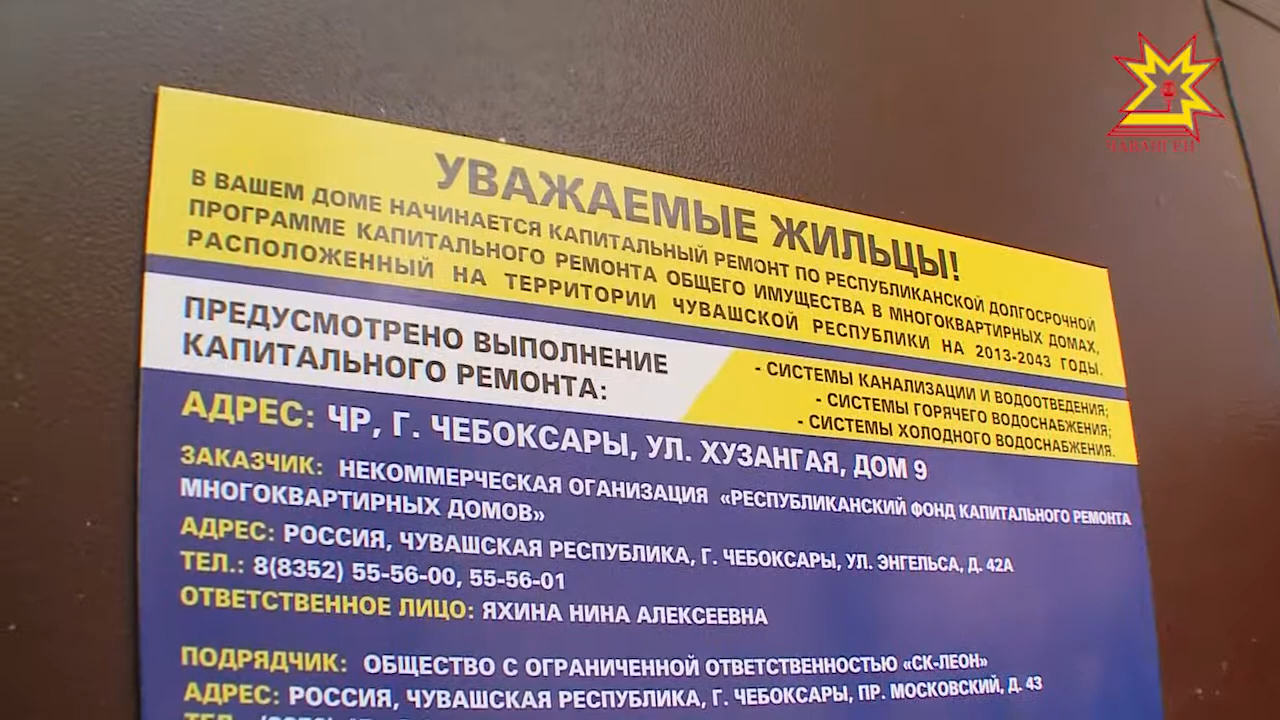 УВАЖАЕМЫЕ ЖИЛЬЦЫ!
В ВАШЕМ ДОМЕ НАЧИНАЕТСЯ КАПИТАЛЬНЫЙ РЕМОНТ ПО РЕСПУБЛИКАНСКОЙ ДОЛГОСРОЧНОЙ
ПРОГРАММЕ КАПИТАЛЬНОГО РЕМОНТА ОБЩЕГО ИМУЩЕСТВА В МНОГОКВАРТИРНЫХ ДОМАХ,
РАСПОЛОЖЕННЫЙ НА ТЕРРИТОРИИ ЧУВАШСКОЙ РЕСПУБЛИКИ НА 2013-2043 ГОДЫ.
ПРЕДУСМОТРЕНО ВЫПОЛНЕНИЕ
КАПИТАЛЬНОГО РЕМОНТА:
- СИСТЕМЫ КАНАЛИЗАЦИИ И ВОДООТВЕДЕНИЯ;
- СИСТЕМЫ ГОРЯЧЕГО ВОДОСНАБЖЕНИЯ;
- СИСТЕМЫ ХОЛОДНОГО ВОДОСНАБЖЕНИЯ.
АДРЕС: ЧР, Г. ЧЕБОКСАРЫ, УЛ. ХУЗАНГАЯ, ДОМ 9
ЗАКАЗЧИК: НЕКОММЕРЧЕСКАЯ ОГАНИЗАЦИЯ «РЕСПУБЛИКАНСКИЙ ФОНД КАПИТАЛЬНОГО РЕМОНТА
МНОГОКВАРТИРНЫХ ДОМОВ»
АДРЕС: РОССИЯ, ЧУВАШСКАЯ РЕСПУБЛИКА, Г. ЧЕБОКСАРЫ, УЛ. ЭНГЕЛЬСА, Д. 42А
ТЕЛ.: 8(8352) 55-56-00, 55-56-01
ОТВЕТСТВЕННОЕ ЛИЦО: ЯХИНА НИНА АЛЕКСЕЕВНА
ПОДРЯДЧИК: ОБЩЕСТВО С ОГРАНИЧЕННОЙ ОТВЕТСТВЕННОСТЬЮ «СК-ЛЕОН»
АДРЕС: РОССИЯ, ЧУВАШСКАЯ РЕСПУБЛИКА, Г. ЧЕБОКСАРЫ, ПР. МОСКОВСКИЙ, Д. 43